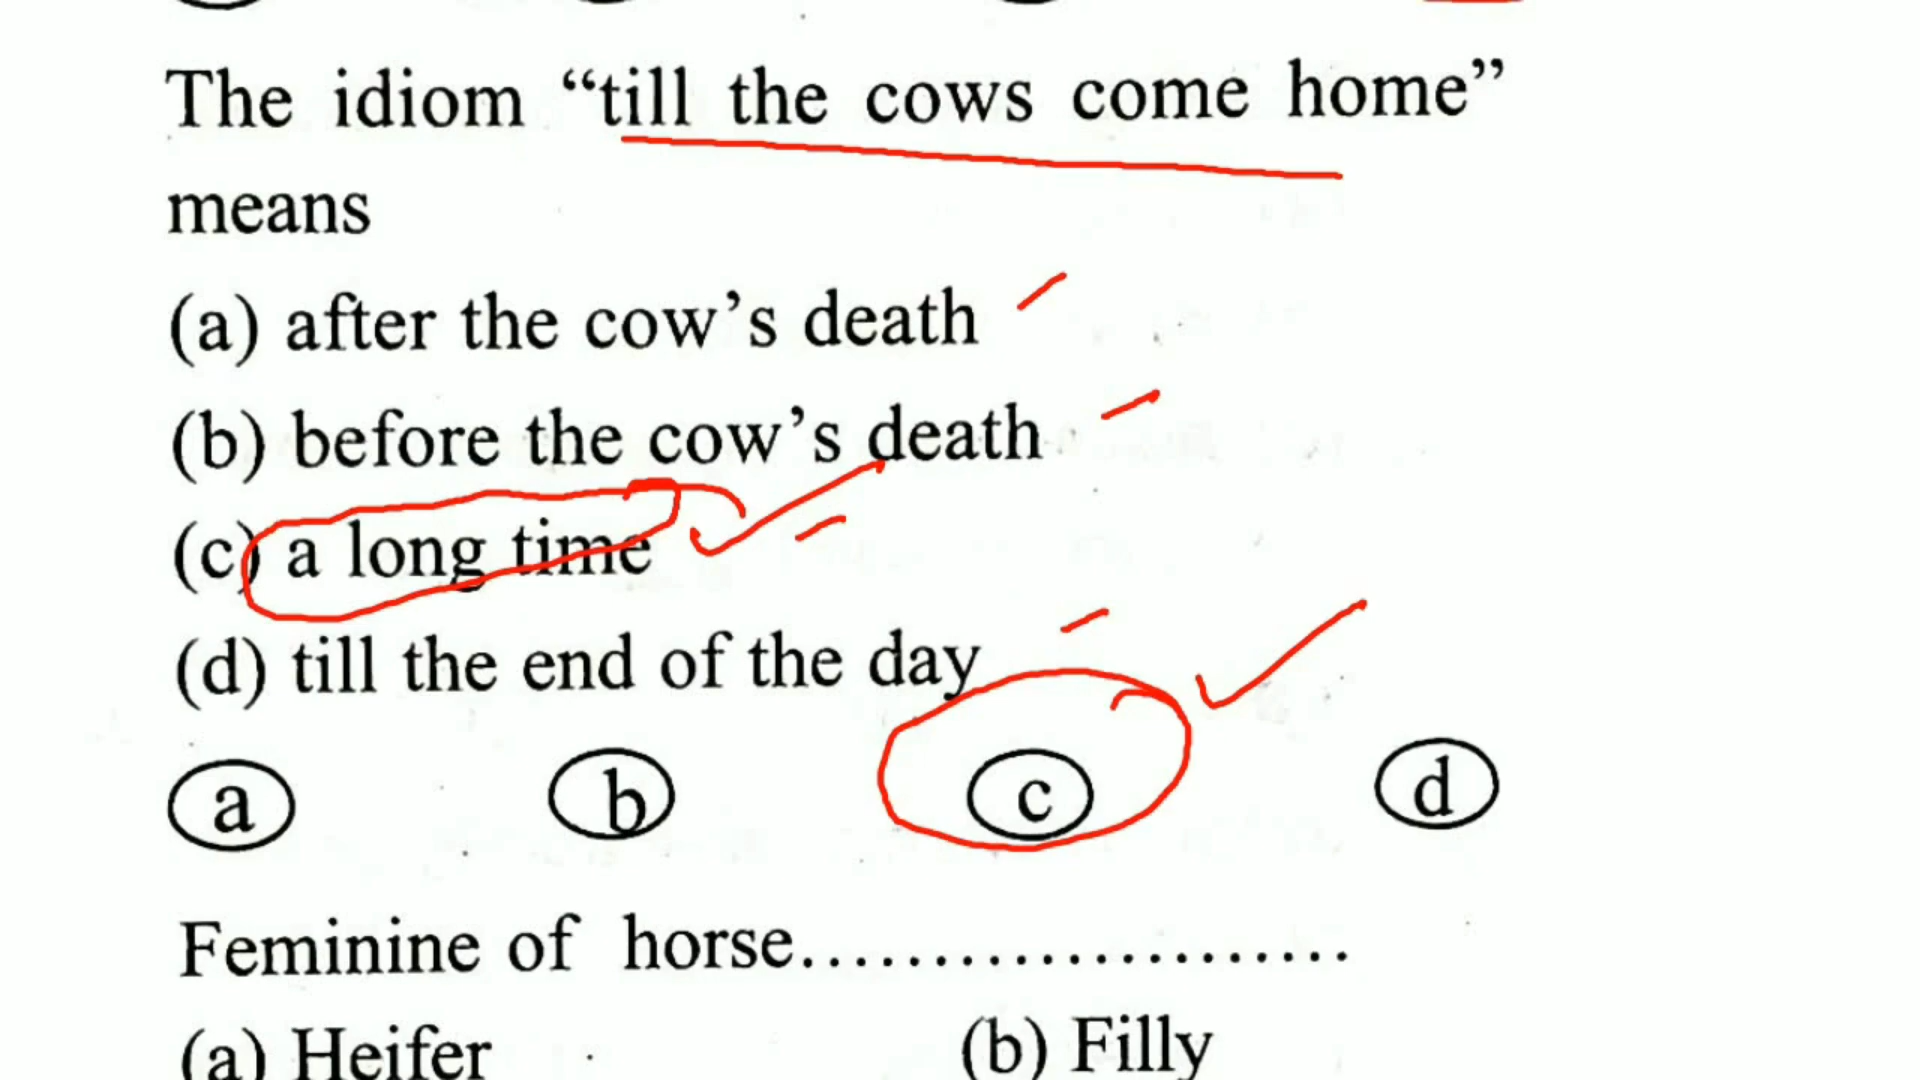 The idiom “till the cows come home”
means
(a) after the cow’s death
(b) before the cow’s death
(c) a long time
(d) till the end of the day
a b c d
Feminine of horse......................
(a) Heifer (b) Filly